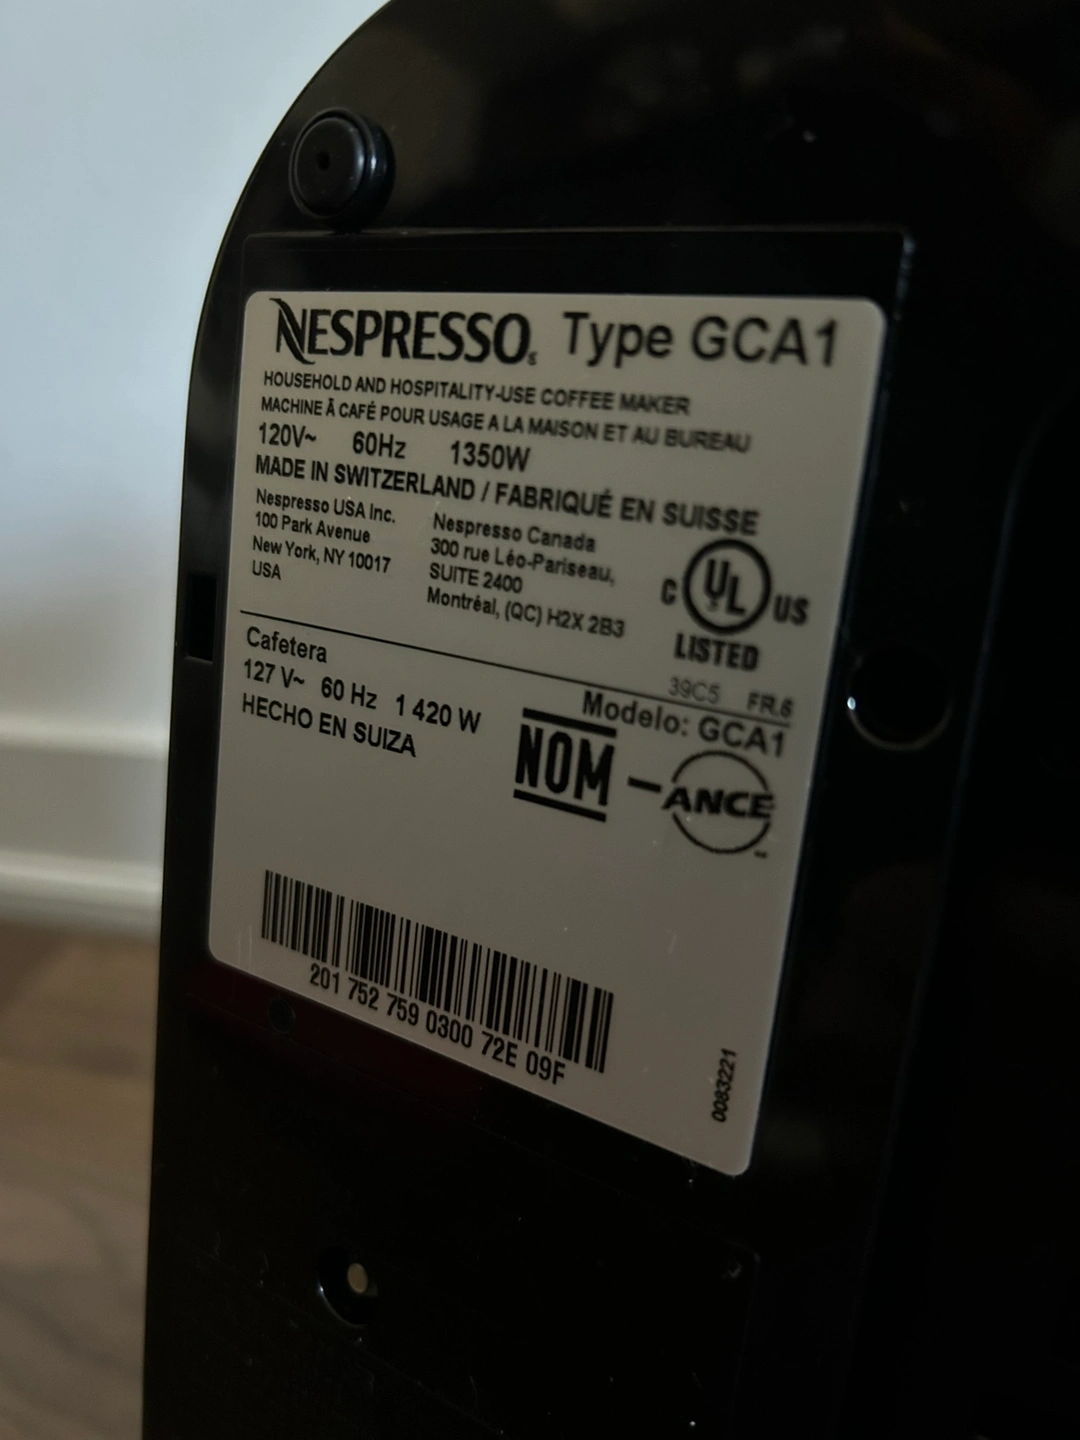 NESPRESSO. Type GCA1
HOUSEHOLD AND HOSPITALITY-USE COFFEE MAKER
MACHINE À CAFÉ POUR USAGE A LA MAISON ET AU BUREAU
120V~ 60Hz 1350W
MADE IN SWITZERLAND / FABRIQUÉ EN SUISSE
Nespresso USA Inc.
100 Park Avenue
New York, NY 10017
USA
Nespresso Canada
300 rue Léo-Pariseau,
SUITE 2400
Montréal, (QC) H2X 2B3
C UL US
LISTED
39C5 FR.6
Cafetera
127 V~ 60 Hz 1 420 W
HECHO EN SUIZA
Modelo: GCA1
NOM - ANCE
201 752 759 0300 72E 09F
0083221